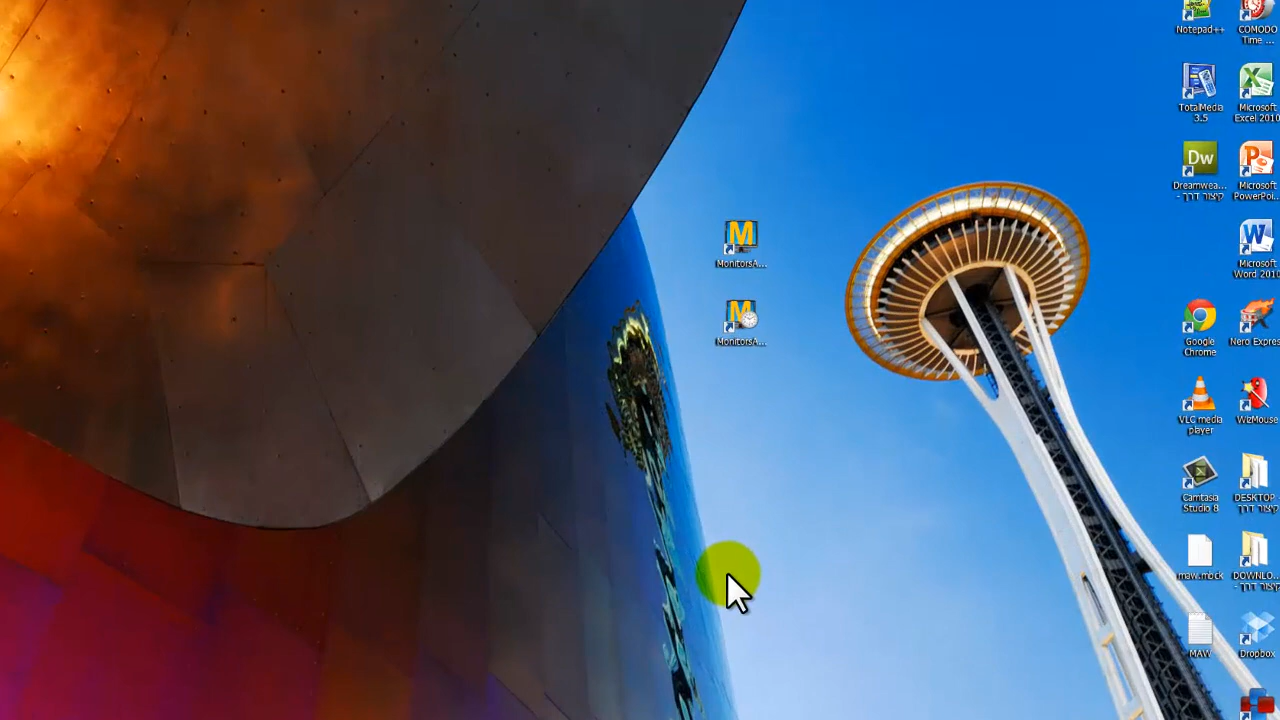 Notepad++
COMODO
Time ...
TotalMedia
3.5
Microsoft
Excel 2010
Dw
Dreamwea...
קיצור דרך -
Microsoft
PowerPoi...
M
MonitorsA...
W
Microsoft
Word 2010
M
MonitorsA...
Google
Chrome
Nero Expres
VLC media
player
WizMouse
Camtasia
Studio 8
DESKTOP -
קיצור דרך
maw.mbck
DOWNLO...
קיצור דרך -
MAW
Dropbox